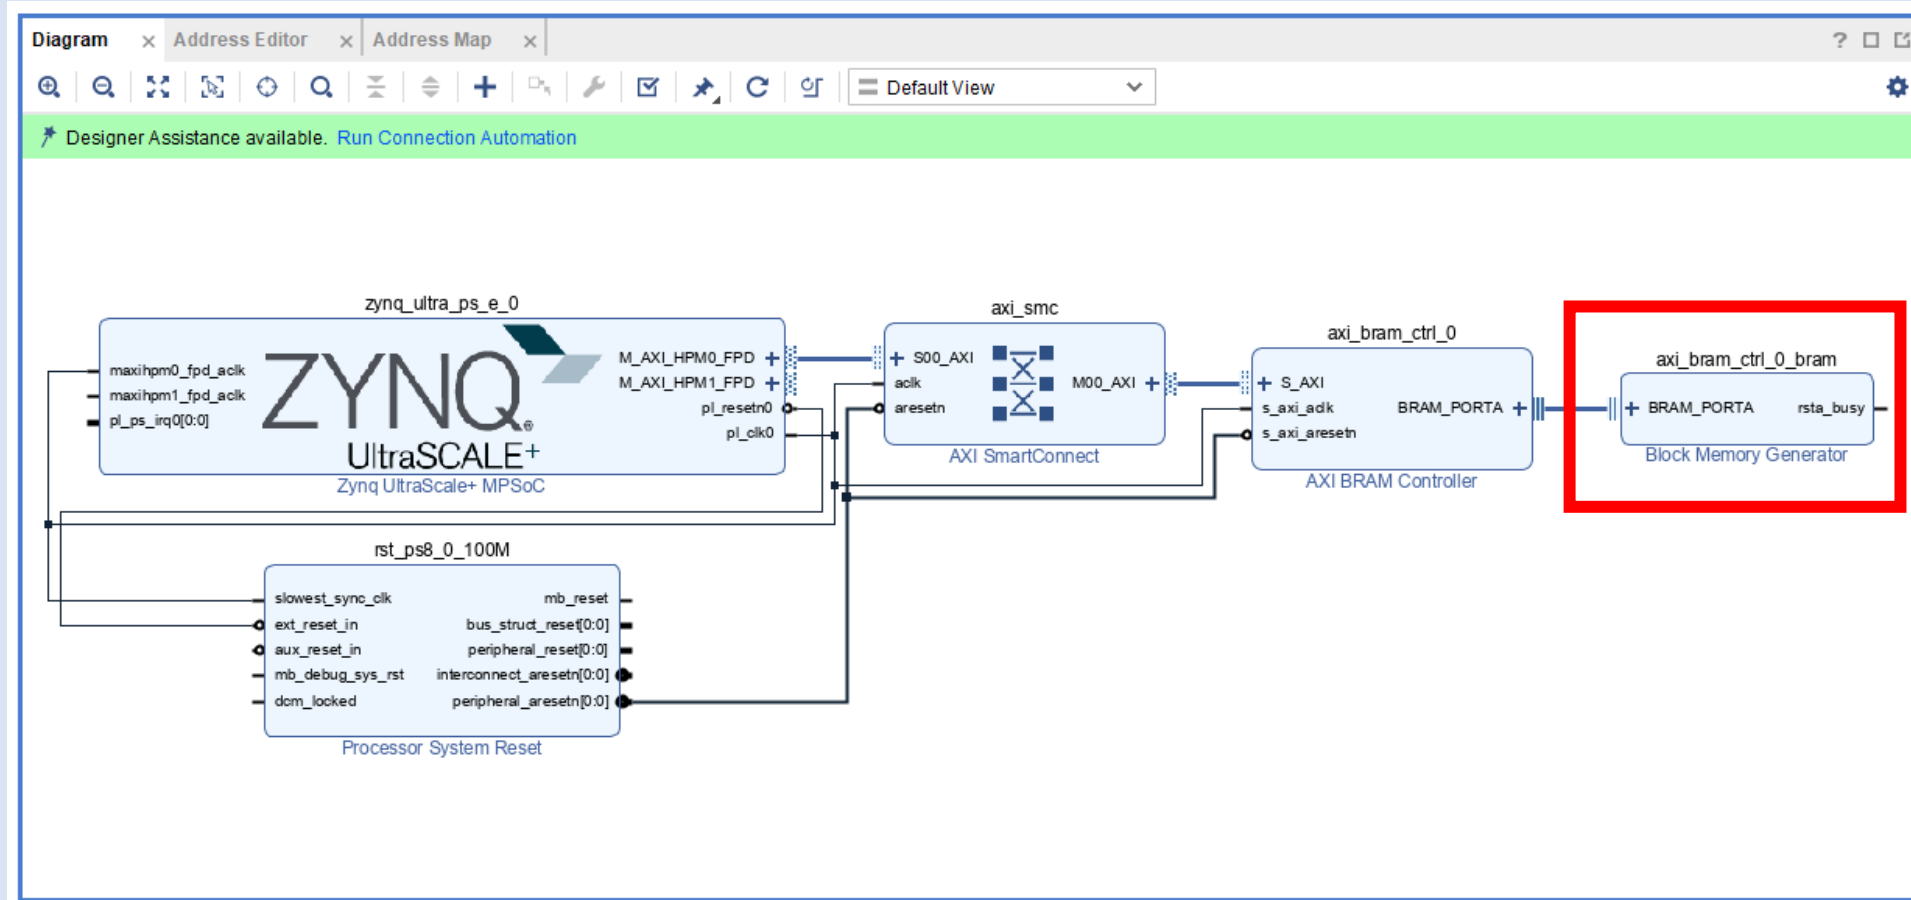 Diagram
Address Editor
Address Map
Default View
Designer Assistance available. Run Connection Automation
zynq_ultra_ps_e_0
maxihpm0_fpd_aclk
maxihpm1_fpd_aclk
pl_ps_irq0[0:0]
ZYNQ
UltraSCALE+
M_AXI_HPM0_FPD
M_AXI_HPM1_FPD
pl_resetn0
pl_clk0
Zynq UltraScale+ MPSoC
axi_smc
S00_AXI
aclk
aresetn
M00_AXI
AXI SmartConnect
axi_bram_ctrl_0
S_AXI
s_axi_aclk
s_axi_aresetn
BRAM_PORTA
AXI BRAM Controller
axi_bram_ctrl_0_bram
BRAM_PORTA
rsta_busy
Block Memory Generator
rst_ps8_0_100M
slowest_sync_clk
ext_reset_in
aux_reset_in
mb_debug_sys_rst
dcm_locked
mb_reset
bus_struct_reset[0:0]
peripheral_reset[0:0]
interconnect_aresetn[0:0]
peripheral_aresetn[0:0]
Processor System Reset